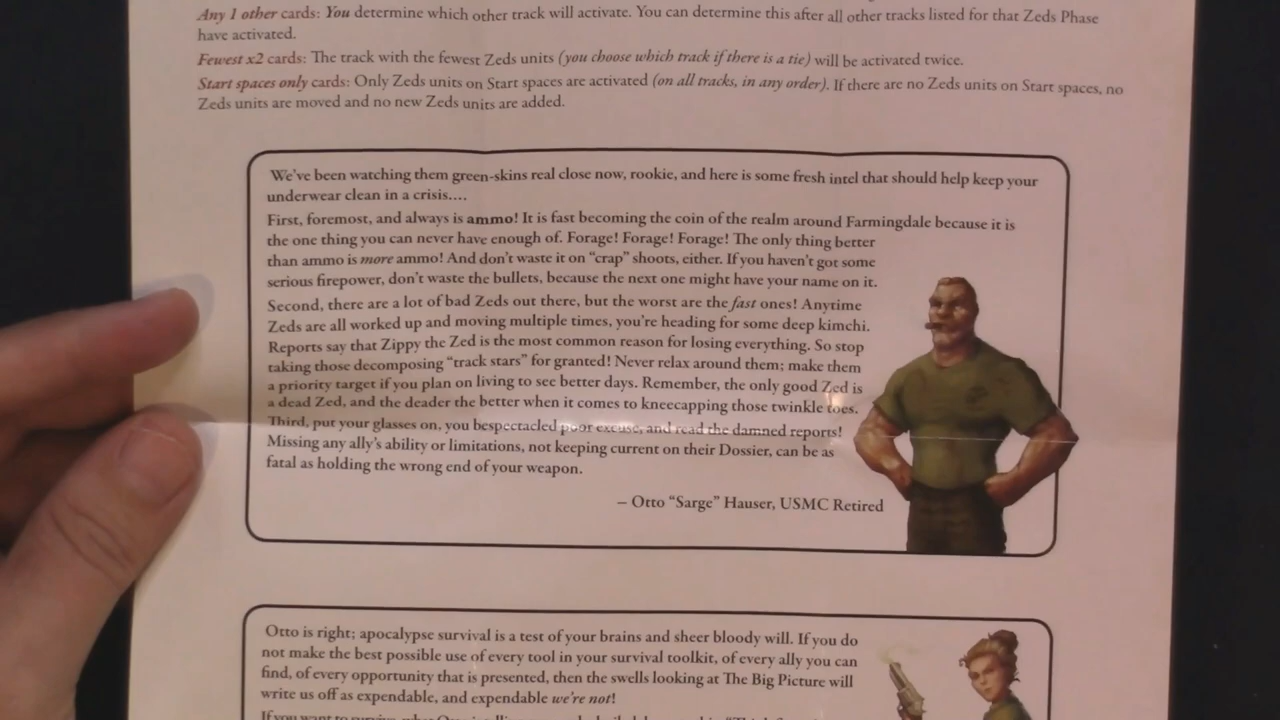 Any 1 other cards: You determine which other track will activate. You can determine this after all other tracks listed for that Zeds Phase
have activated.
Fewest x2 cards: The track with the fewest Zeds units (you choose which track if there is a tie) will be activated twice.
Start spaces only cards: Only Zeds units on Start spaces are activated (on all tracks, in any order). If there are no Zeds units on Start spaces, no
Zeds units are moved and no new Zeds units are added.
We've been watching them green-skins real close now, rookie, and here is some fresh intel that should help keep your
underwear clean in a crisis....
First, foremost, and always is ammo! It is fast becoming the coin of the realm around Farmingdale because it is
the one thing you can never have enough of. Forage! Forage! Forage! The only thing better
than ammo is more ammo! And don't waste it on "crap" shoots, either. If you haven't got some
serious firepower, don't waste the bullets, because the next one might have your name on it.
Second, there are a lot of bad Zeds out there, but the worst are the fast ones! Anytime
Zeds are all worked up and moving multiple times, you're heading for some deep kimchi.
Reports say that Zippy the Zed is the most common reason for losing everything. So stop
taking those decomposing "track stars" for granted! Never relax around them; make them
a priority target if you plan on living to see better days. Remember, the only good Zed is
a dead Zed, and the deader the better when it comes to kneecapping those twinkle toes.
Third, put your glasses on, you bespectacled poor excuse, and read the damned reports!
Missing any ally's ability or limitations, not keeping current on their Dossier, can be as
fatal as holding the wrong end of your weapon.
– Otto "Sarge" Hauser, USMC Retired
Otto is right; apocalypse survival is a test of your brains and sheer bloody will. If you do
not make the best possible use of every tool in your survival toolkit, of every ally you can
find, of every opportunity that is presented, then the swells looking at The Big Picture will
write us off as expendable, and expendable we're not!